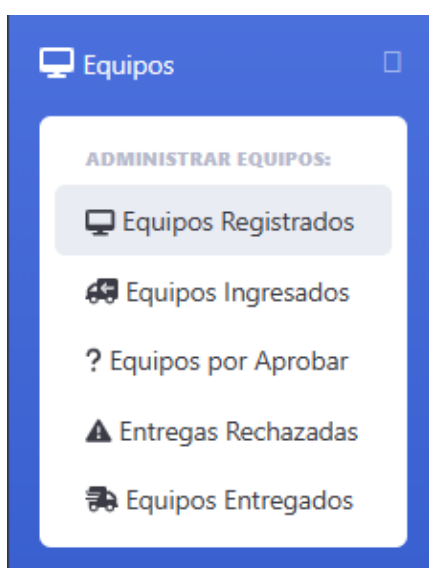 Equipos
ADMINISTRAR EQUIPOS:
Equipos Registrados
Equipos Ingresados
? Equipos por Aprobar
Entregas Rechazadas
Equipos Entregados